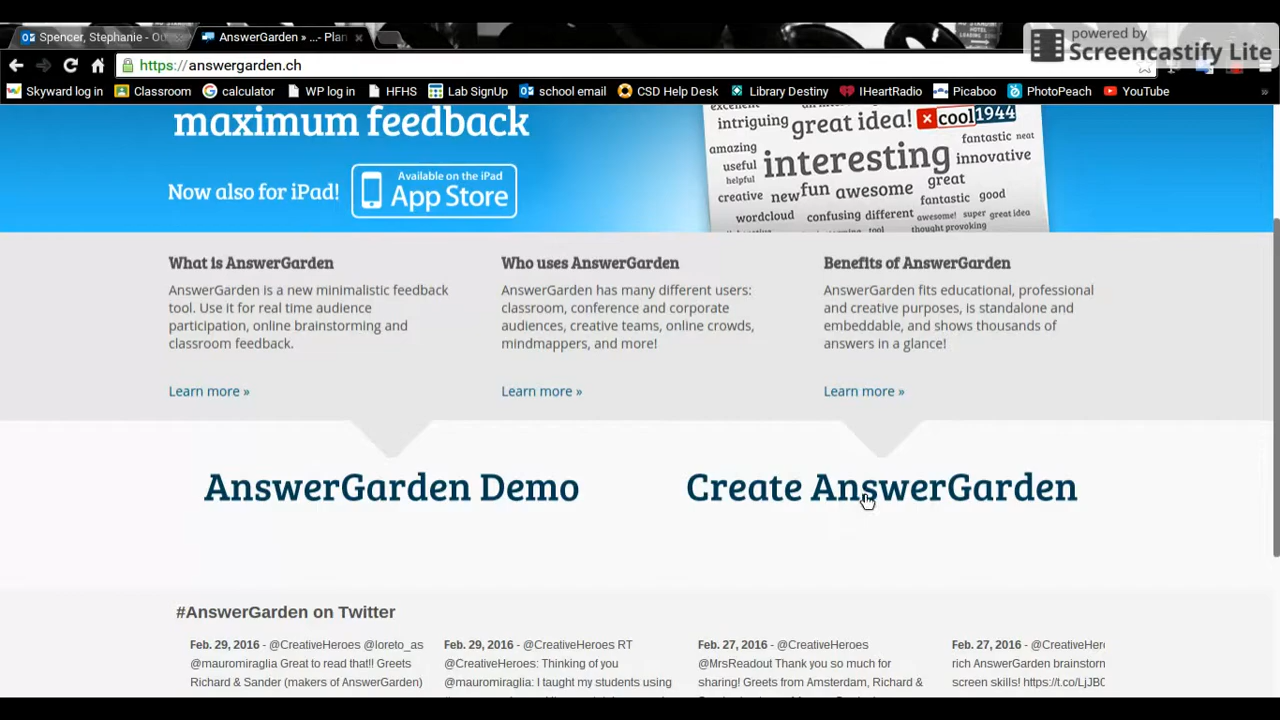 Spencer, Stephanie - Ou
AnswerGarden » ...- Plan
powered by
Screencastify Lite
https://answergarden.ch
Skyward log in
Classroom
calculator
WP log in
HFHS
Lab SignUp
school email
CSD Help Desk
Library Destiny
IHeartRadio
Picaboo
PhotoPeach
YouTube
»
maximum feedback
Now also for iPad!
Available on the iPad
App Store
excellent
intriguing great idea! cool 1944
amazing
fantastic neat
useful interesting innovative
helpful
creative new fun awesome great
fantastic good
wordcloud confusing different awesome! super great idea
tool thought provoking
What is AnswerGarden
AnswerGarden is a new minimalistic feedback
tool. Use it for real time audience
participation, online brainstorming and
classroom feedback.
Learn more »
Who uses AnswerGarden
AnswerGarden has many different users:
classroom, conference and corporate
audiences, creative teams, online crowds,
mindmappers, and more!
Learn more »
Benefits of AnswerGarden
AnswerGarden fits educational, professional
and creative purposes, is standalone and
embeddable, and shows thousands of
answers in a glance!
Learn more »
AnswerGarden Demo
Create AnswerGarden
#AnswerGarden on Twitter
Feb. 29, 2016 - @CreativeHeroes @loreto_as
@mauromiraglia Great to read that!! Greets
Richard & Sander (makers of AnswerGarden)
Feb. 29, 2016 - @CreativeHeroes RT
@CreativeHeroes: Thinking of you
@mauromiraglia: I taught my students using
Feb. 27, 2016 - @CreativeHeroes
@MrsReadout Thank you so much for
sharing! Greets from Amsterdam, Richard &
Feb. 27, 2016 - @CreativeHer
rich AnswerGarden brainstorn
screen skills! https://t.co/LjJBC